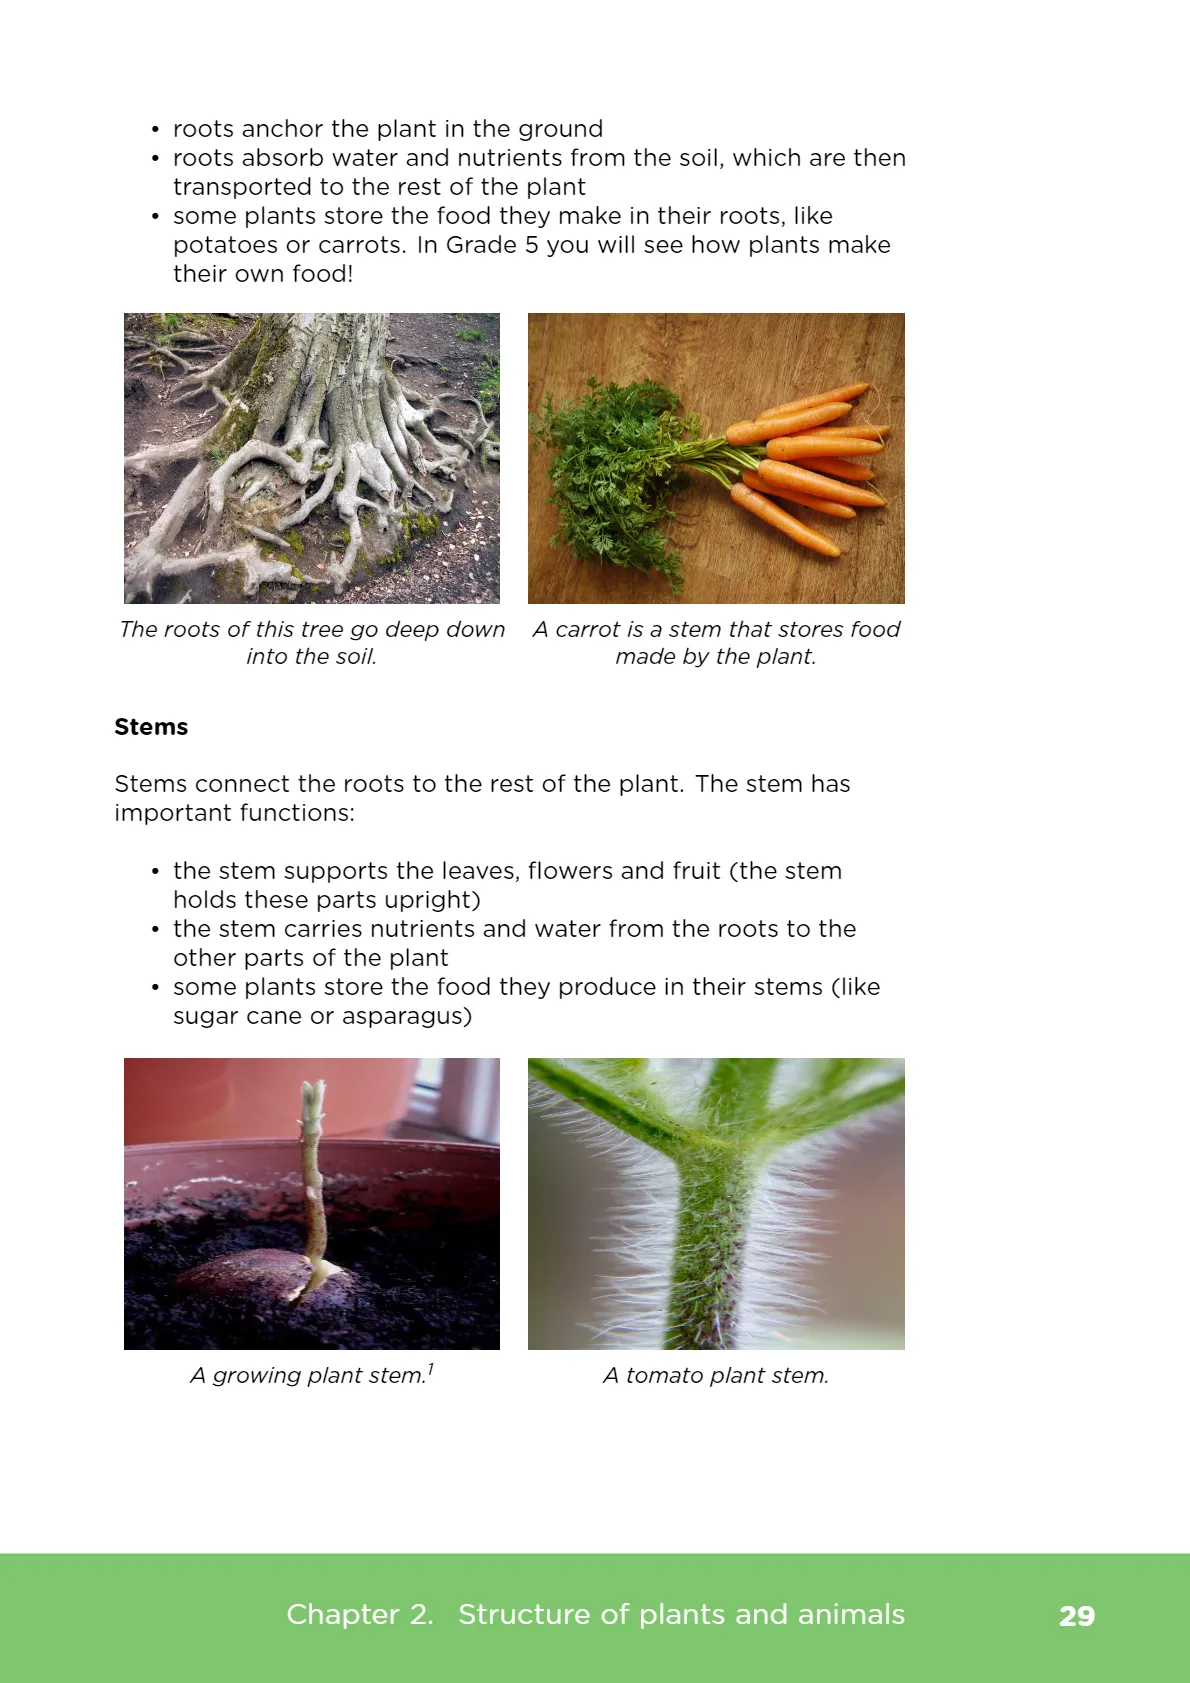 • roots anchor the plant in the ground
• roots absorb water and nutrients from the soil, which are then
transported to the rest of the plant
• some plants store the food they make in their roots, like
potatoes or carrots. In Grade 5 you will see how plants make
their own food!
The roots of this tree go deep down
into the soil.
A carrot is a stem that stores food
made by the plant.
Stems
Stems connect the roots to the rest of the plant. The stem has
important functions:
• the stem supports the leaves, flowers and fruit (the stem
holds these parts upright)
• the stem carries nutrients and water from the roots to the
other parts of the plant
• some plants store the food they produce in their stems (like
sugar cane or asparagus)
A growing plant stem.1
A tomato plant stem.
Chapter 2. Structure of plants and animals 29